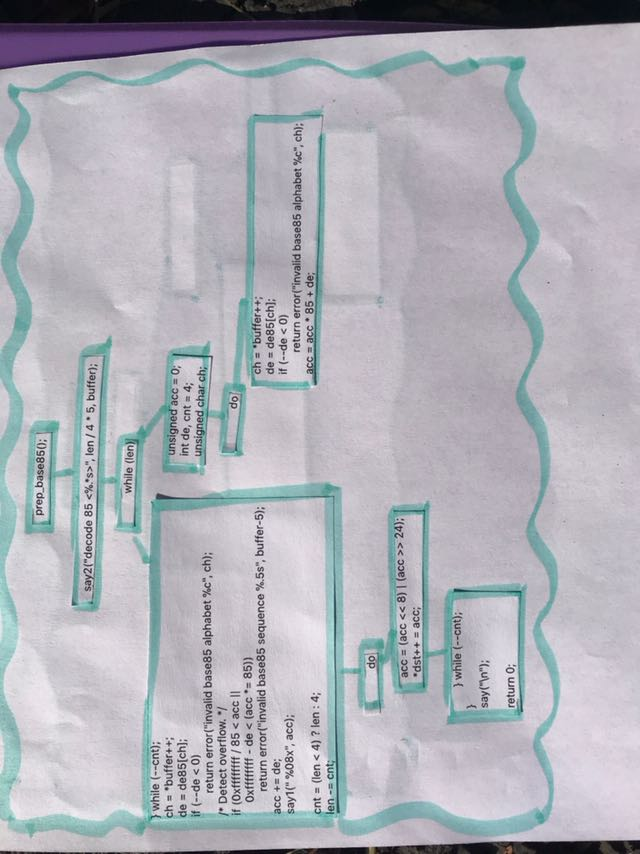 prep_base85();
say2("decode 85 <%.*s>", len / 4 * 5, buffer);
while (len)
unsigned acc = 0;
int de, cnt = 4;
unsigned char ch;
do
ch = *buffer++;
de = de85[ch];
if (--de < 0)
return error("invalid base85 alphabet %c", ch);
acc = acc * 85 + de;
} while (--cnt);
ch = *buffer++;
de = de85[ch];
if (--de < 0)
return error("invalid base85 alphabet %c", ch);
/* Detect overflow. */
if (0xffffffff / 85 < acc ||
0xffffffff - de < (acc *= 85))
return error("invalid base85 sequence %.5s", buffer-5);
acc += de;
say1(" %08x", acc);
cnt = (len < 4) ? len : 4;
len -= cnt;
do
acc = (acc << 8) | (acc >> 24);
*dst++ = acc;
} while (--cnt);
}
say("\n");
return 0;